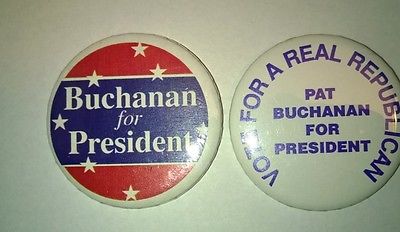 Buchanan
for
President
VOTE FOR A REAL REPUBLICAN
PAT
BUCHANAN
FOR
PRESIDENT